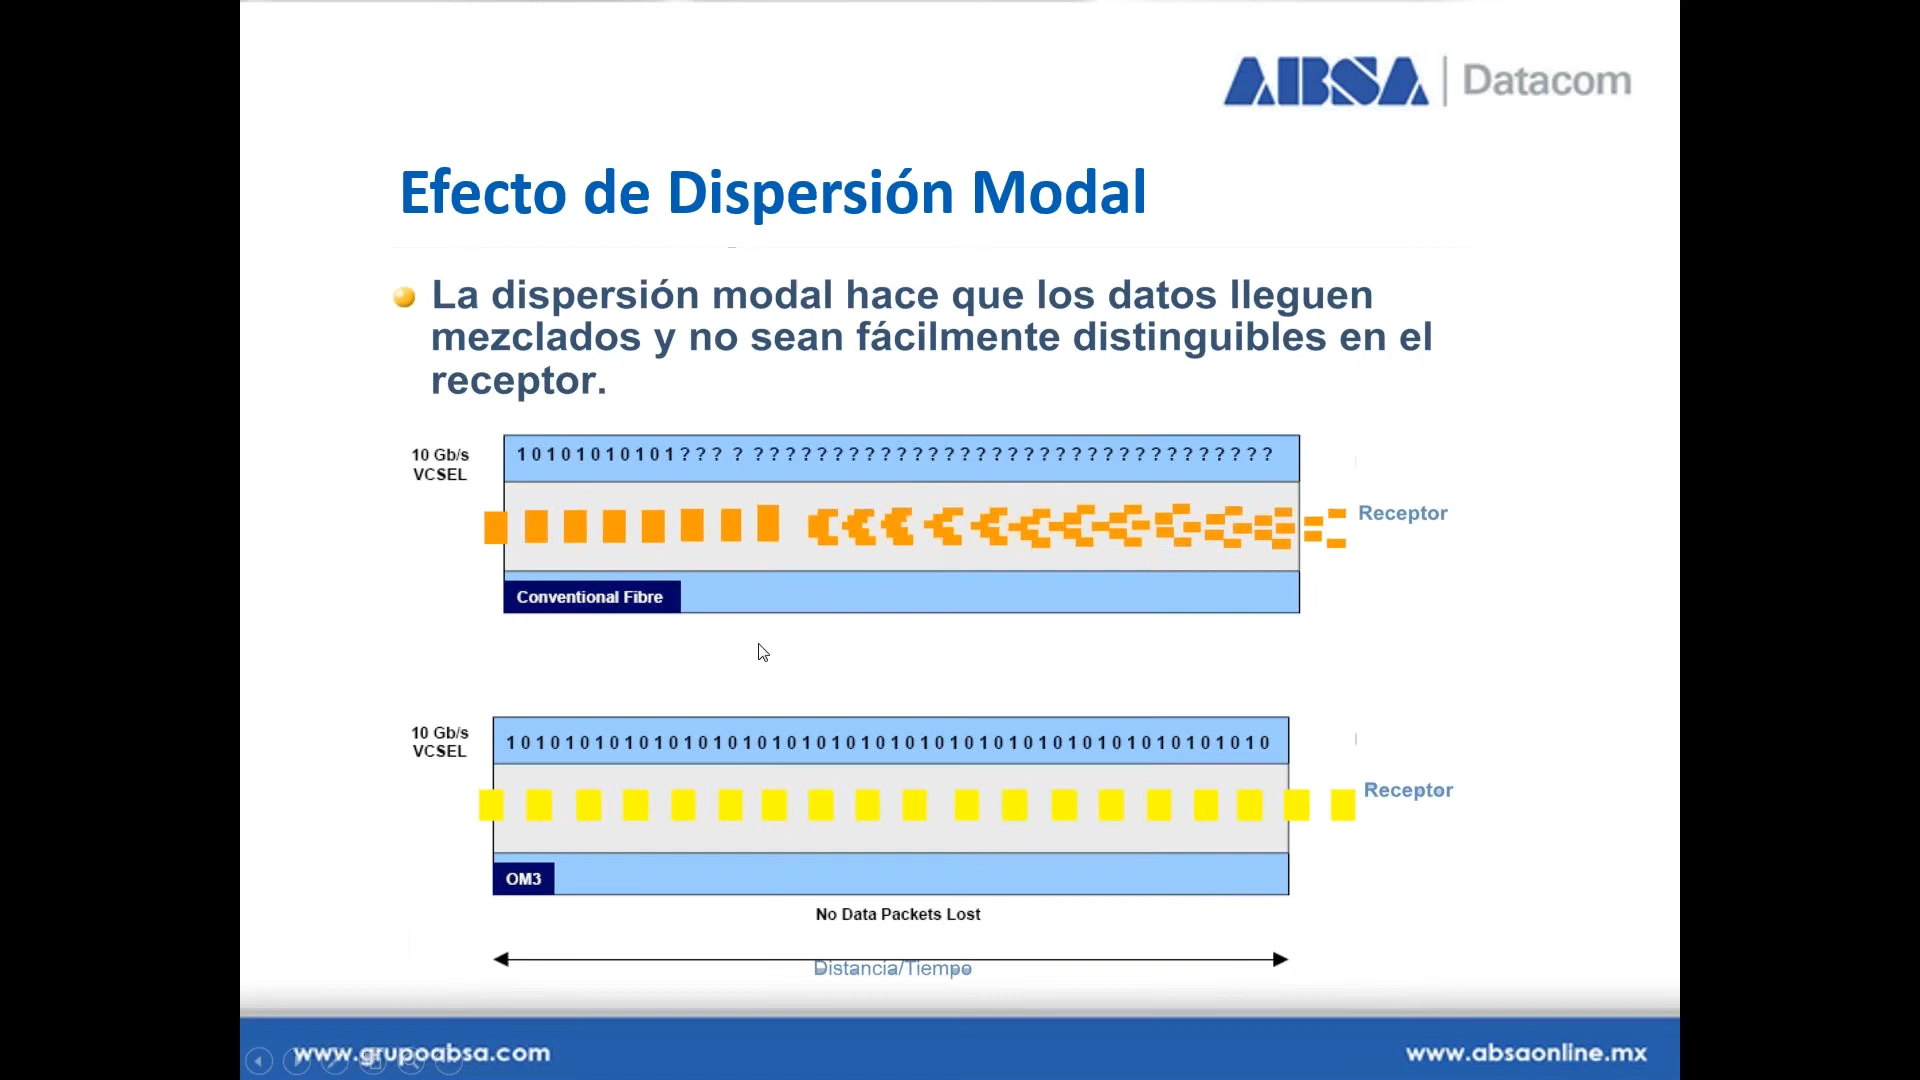 ABSA | Datacom
Efecto de Dispersión Modal
La dispersión modal hace que los datos lleguen
mezclados y no sean fácilmente distinguibles en el
receptor.
10 Gb/s
VCSEL
1 0 1 0 1 0 1 0 1 0 1 ? ? ? ? ? ? ? ? ? ? ? ? ? ? ? ? ? ? ? ? ? ? ? ? ? ? ? ? ? ? ? ? ? ? ? ? ?
Receptor
Conventional Fibre
10 Gb/s
VCSEL
1 0 1 0 1 0 1 0 1 0 1 0 1 0 1 0 1 0 1 0 1 0 1 0 1 0 1 0 1 0 1 0 1 0 1 0 1 0 1 0 1 0 1 0 1 0 1 0 1 0 1 0
Receptor
OM3
No Data Packets Lost
Distancia/Tiempo
www.grupoabsa.com
www.absaonline.mx